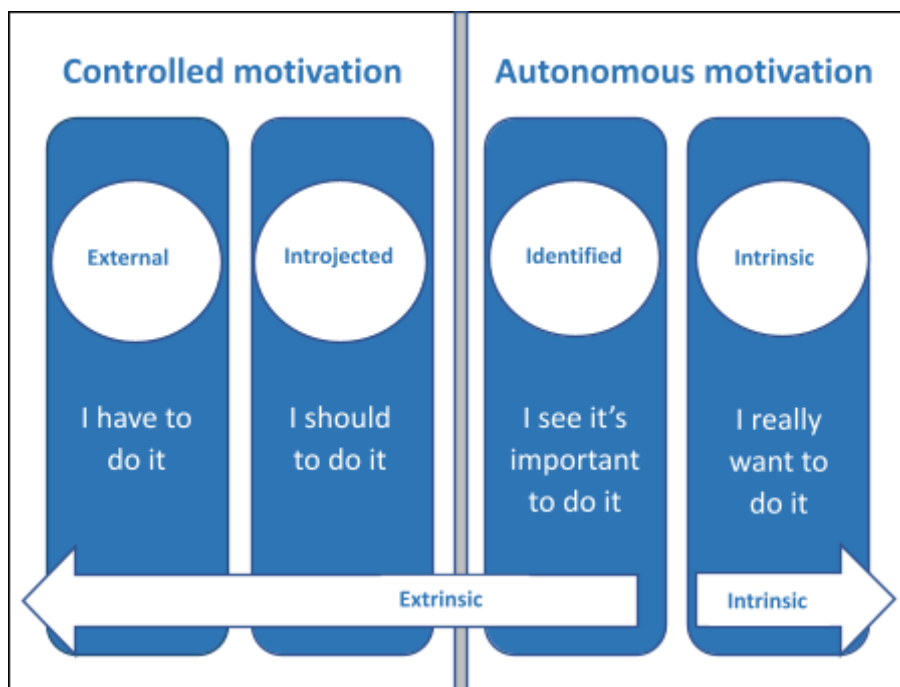 Controlled motivation
Autonomous motivation
External
Introjected
Identified
Intrinsic
I have to
do it
I should
to do it
I see it’s
important
to do it
I really
want to
do it
Extrinsic
Intrinsic